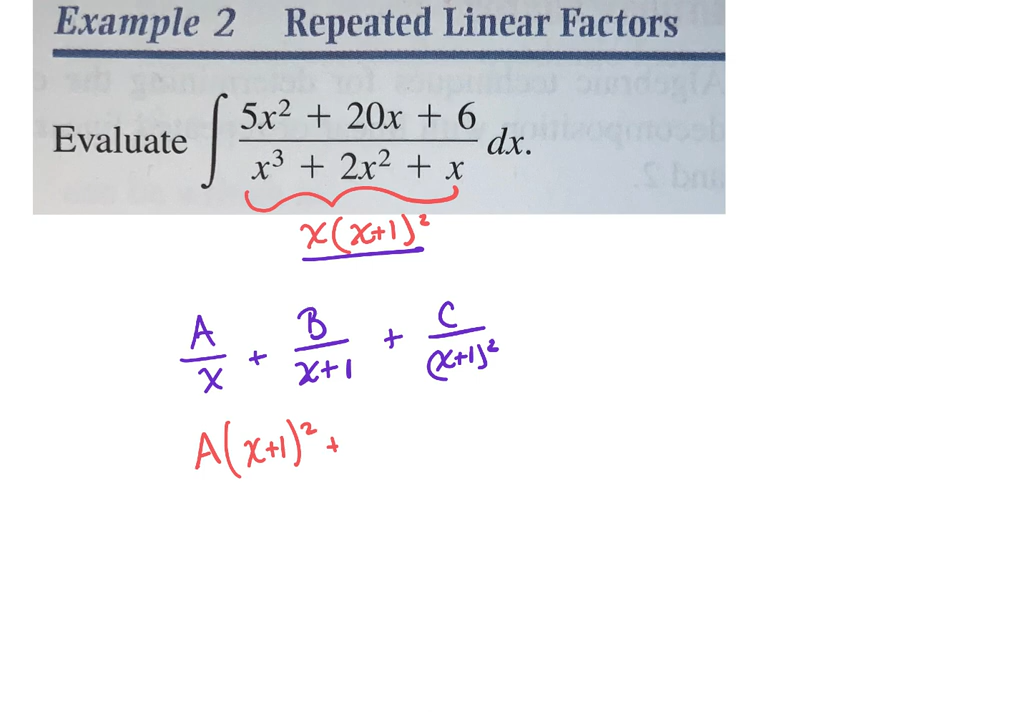 Example 2 Repeated Linear Factors
Evaluate ∫ (5x² + 20x + 6)/(x³ + 2x² + x) dx.
x(x+1)²
A/x + B/(x+1) + C/(x+1)²
A(x+1)² +